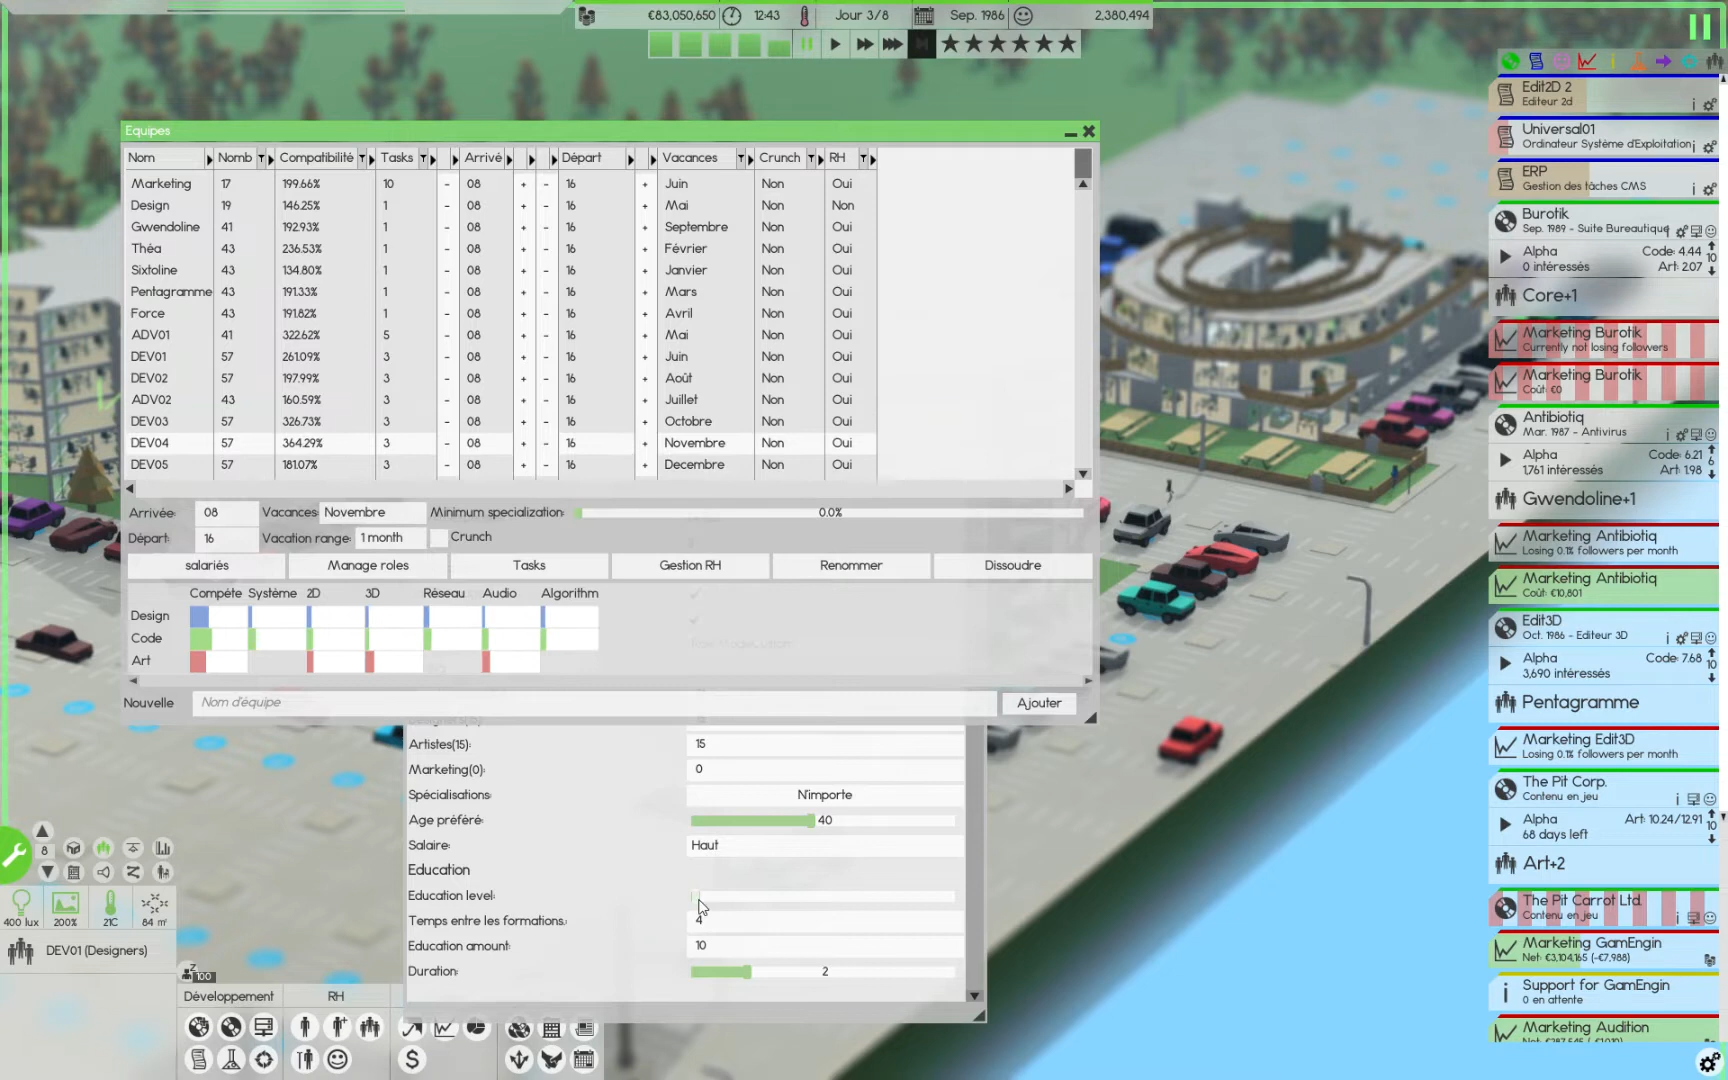 €83,050,650 12:43 Jour 3/8 Sep. 1986 2,380,494
Equipes
Nom Nomb Compatibilité Tasks Arrivé Départ Vacances Crunch RH
Marketing 17 199.66% 10 - 08 + - 16 + Juin Non Oui
Design 19 146.25% 1 - 08 + - 16 + Mai Non Non
Gwendoline 41 192.93% 1 - 08 + - 16 + Septembre Non Oui
Théa 43 236.53% 1 - 08 + - 16 + Février Non Oui
Sixtoline 43 134.80% 1 - 08 + - 16 + Janvier Non Oui
Pentagramme 43 191.33% 1 - 08 + - 16 + Mars Non Oui
Force 43 191.82% 1 - 08 + - 16 + Avril Non Oui
ADV01 41 322.62% 5 - 08 + - 16 + Mai Non Oui
DEV01 57 261.09% 3 - 08 + - 16 + Juin Non Oui
DEV02 57 197.99% 3 - 08 + - 16 + Août Non Oui
ADV02 43 160.59% 3 - 08 + - 16 + Juillet Non Oui
DEV03 57 326.73% 3 - 08 + - 16 + Octobre Non Oui
DEV04 57 364.29% 3 - 08 + - 16 + Novembre Non Oui
DEV05 57 181.07% 3 - 08 + - 16 + Decembre Non Oui
Arrivée: 08 Vacances: Novembre Minimum specialization: 0.0%
Départ: 16 Vacation range: 1 month Crunch
salariés Manage roles Tasks Gestion RH Renommer Dissoudre
Compéte Système 2D 3D Réseau Audio Algorithm
Design
Code
Art
Nouvelle Nom d'équipe Ajouter
Artistes(15): 15
Marketing(0): 0
Spécialisations: N'importe
Age préféré: 40
Salaire: Haut
Education
Education level:
Temps entre les formations: 4
Education amount: 10
Duration: 2
8
400 lux 200% 21C 84 m²
DEV01 (Designers)
100
Développement RH
Edit2D 2
Editeur 2d
Universal01
Ordinateur Système d'Exploitation
ERP
Gestion des tâches CMS
Burotik
Sep. 1989 - Suite Bureautique
Alpha Code: 4.44
0 intéressés Art: 2.07 10
Core+1
Marketing Burotik
Currently not losing followers
Marketing Burotik
Coût: €0
Antibiotiq
Mar. 1987 - Antivirus
Alpha Code: 6.21
1,761 intéressés Art: 1.98 6
Gwendoline+1
Marketing Antibiotiq
Losing 0.1% followers per month
Marketing Antibiotiq
Coût: €10,801
Edit3D
Oct. 1986 - Editeur 3D
Alpha Code: 7.68
3,690 intéressés 10
Pentagramme
Marketing Edit3D
Losing 0.1% followers per month
The Pit Corp.
Contenu en jeu
Alpha Art: 10.24/12.91
68 days left 10
Art+2
The Pit Carrot Ltd.
Contenu en jeu
Marketing GamEngin
Net: €3,104,165 (-€7,988)
Support for GamEngin
0 en attente
Marketing Audition